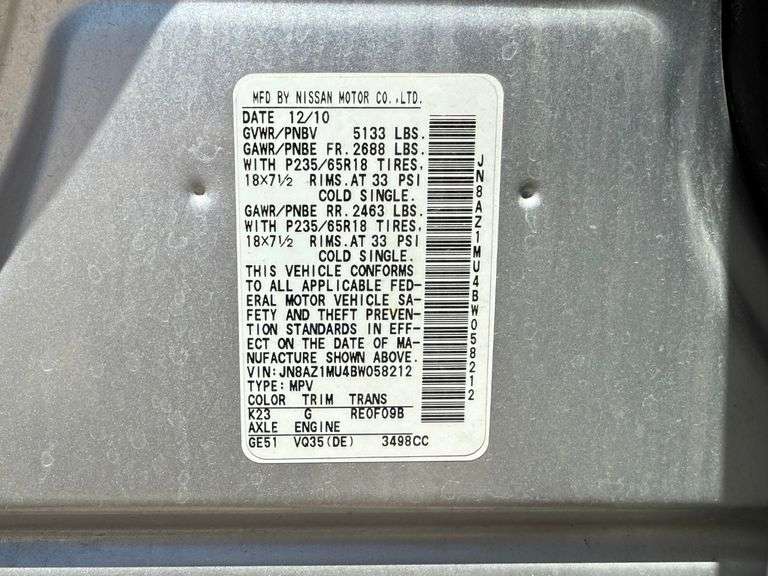 MFD BY NISSAN MOTOR CO.,LTD.
DATE 12/10
GVWR/PNBV 5133 LBS.
GAWR/PNBE FR. 2688 LBS.
WITH P235/65R18 TIRES,
18×7½ RIMS.AT 33 PSI
COLD SINGLE.
GAWR/PNBE RR. 2463 LBS.
WITH P235/65R18 TIRES,
18×7½ RIMS.AT 33 PSI
COLD SINGLE.
THIS VEHICLE CONFORMS
TO ALL APPLICABLE FED-
ERAL MOTOR VEHICLE SA-
FETY AND THEFT PREVEN-
TION STANDARDS IN EFF-
ECT ON THE DATE OF MA-
NUFACTURE SHOWN ABOVE.
VIN:JN8AZ1MU4BW058212
TYPE:MPV
COLOR TRIM TRANS
K23 G RE0F09B
AXLE ENGINE
GE51 VQ35(DE) 3498CC
JN8AZ1MU4BW058212